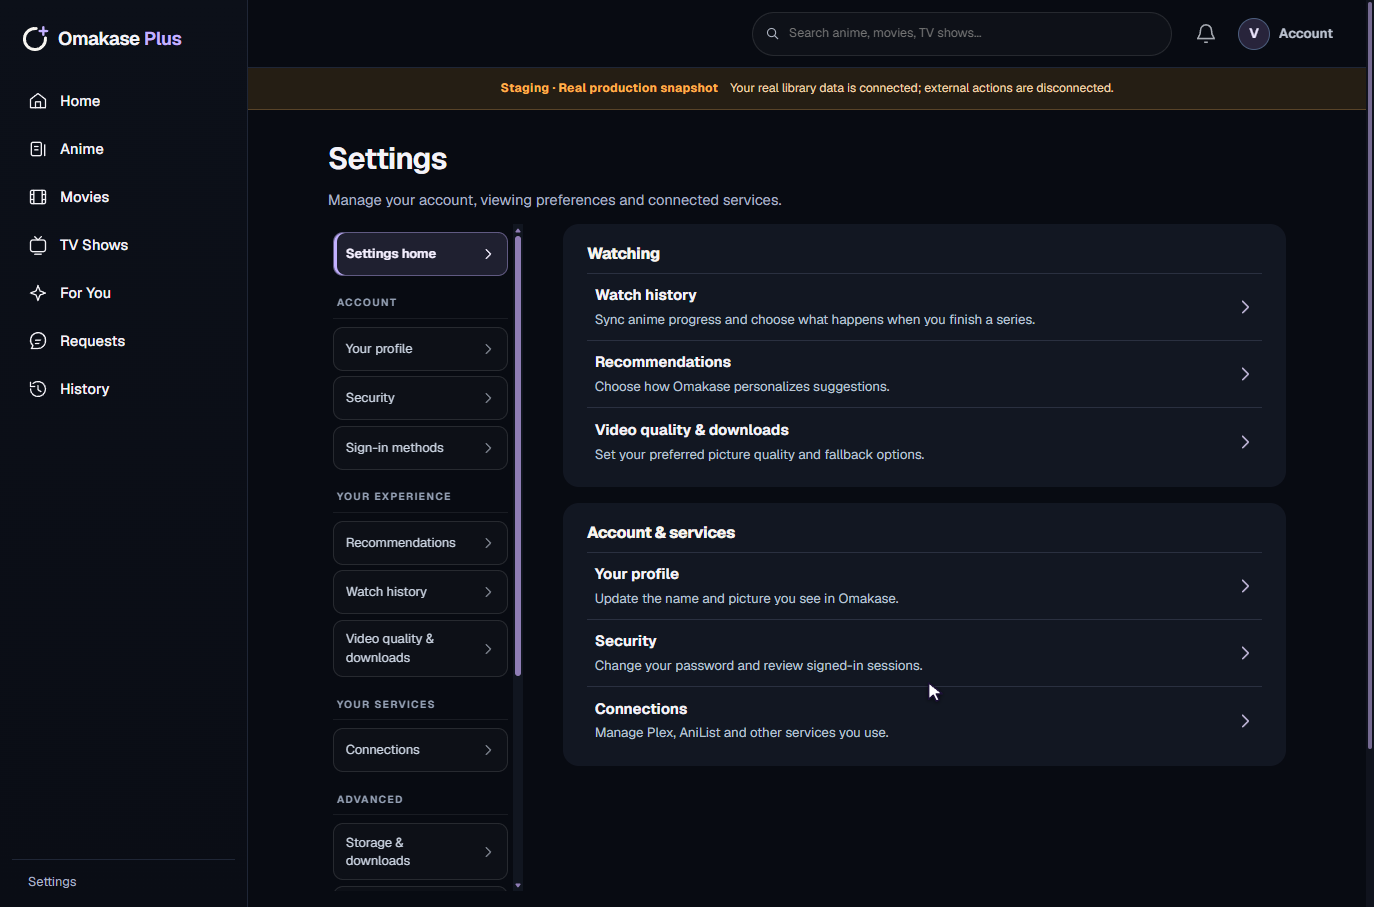 Omakase Plus
Search anime, movies, TV shows...
V
Account
Home
Anime
Movies
TV Shows
For You
Requests
History
Settings
Staging · Real production snapshot Your real library data is connected; external actions are disconnected.
Settings
Manage your account, viewing preferences and connected services.
Settings home
ACCOUNT
Your profile
Security
Sign-in methods
YOUR EXPERIENCE
Recommendations
Watch history
Video quality &
downloads
YOUR SERVICES
Connections
ADVANCED
Storage &
downloads
Watching
Watch history
Sync anime progress and choose what happens when you finish a series.
Recommendations
Choose how Omakase personalizes suggestions.
Video quality & downloads
Set your preferred picture quality and fallback options.
Account & services
Your profile
Update the name and picture you see in Omakase.
Security
Change your password and review signed-in sessions.
Connections
Manage Plex, AniList and other services you use.